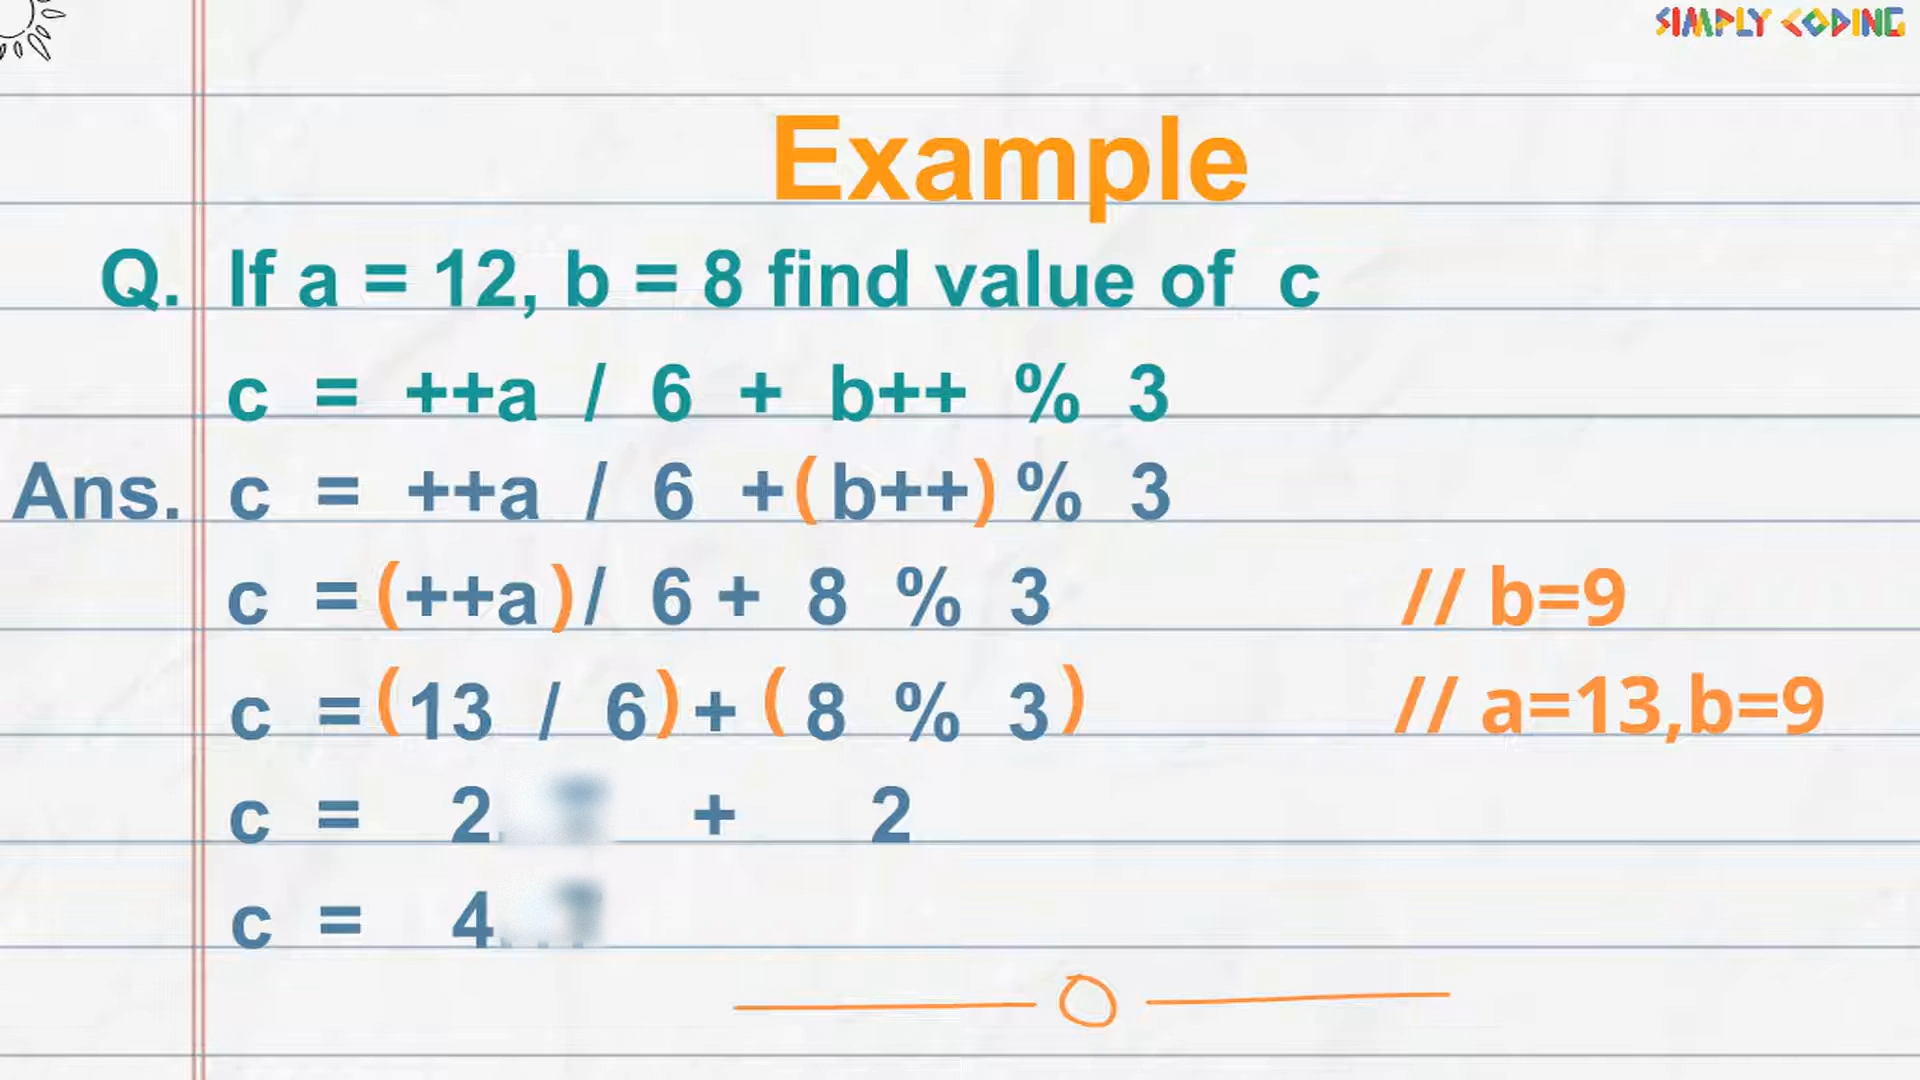 SIMPLY CODING
Example
Q. If a = 12, b = 8 find value of c
c = ++a / 6 + b++ % 3
Ans. c = ++a / 6 +(b++)% 3
c =(++a)/ 6 + 8 % 3 // b=9
c =(13 / 6)+ (8 % 3) // a=13,b=9
c = 2 + 2
c = 4